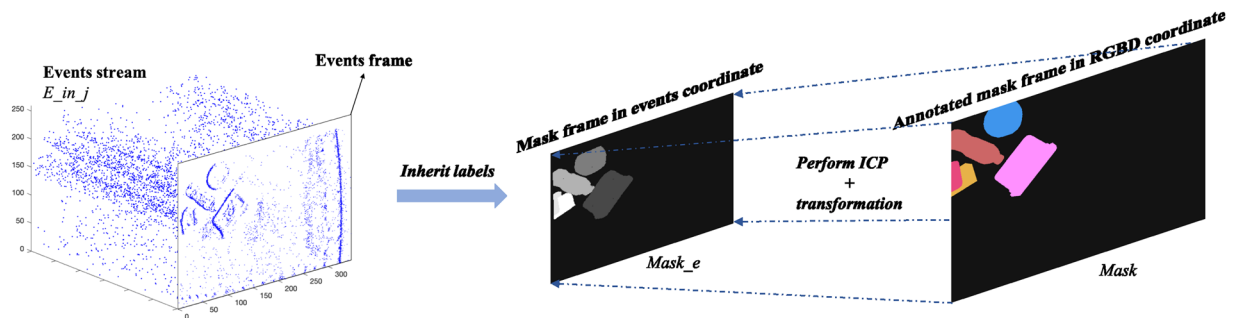 Events stream
E_in_j
Events frame
250
200
150
100
50
0
0
50
100
150
200
250
300
Inherit labels
Mask frame in events coordinate
Mask_e
Perform ICP
+
transformation
Annotated mask frame in RGBD coordinate
Mask